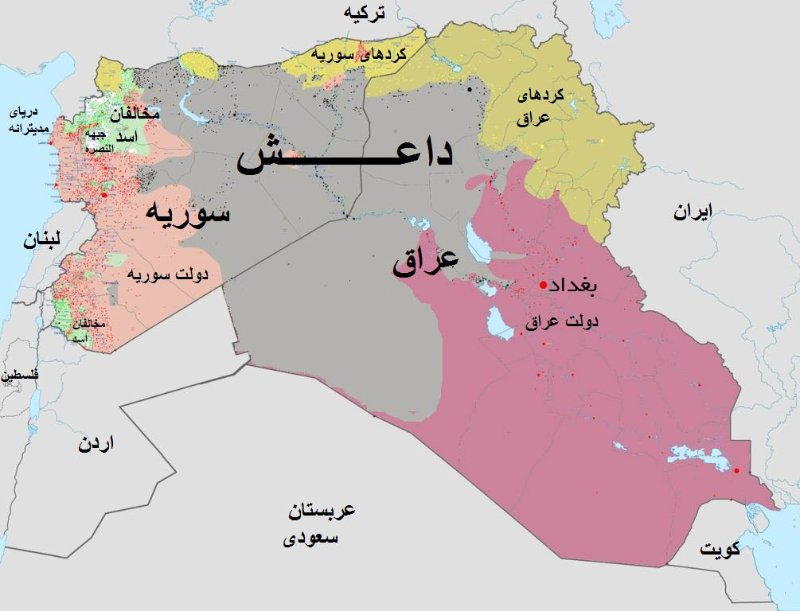 ترکیه
کردهای سوریه
کردهای
عراق
مخالفان
اسد
جبهه
النصره
دریای
مدیترانه
داعــــــش
سوریه
ایران
لبنان
عراق
دولت سوریه
بغداد
دولت عراق
مخالفان
اسد
فلسطین
اردن
عربستان
سعودی
کویت